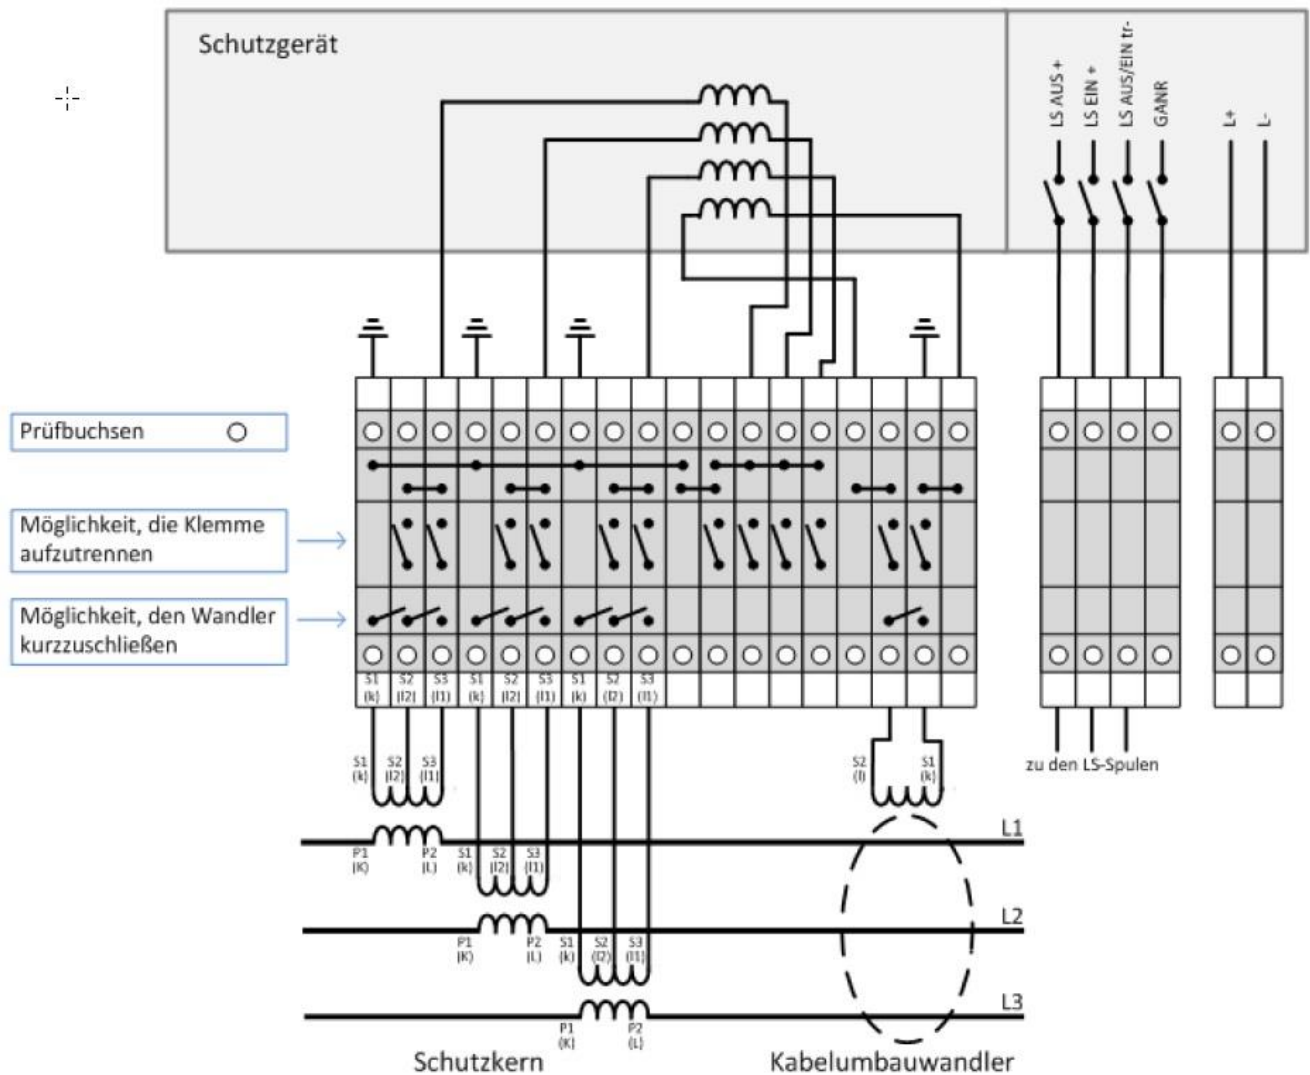 Schutzgerät
LS AUS +
LS EIN +
LS AUS/EIN tr-
GANR
L+
L-
Prüfbuchsen
Möglichkeit, die Klemme
aufzutrennen
Möglichkeit, den Wandler
kurzzuschließen
S1 S2 S3 S1 S2 S3 S1 S2 S3
(k) (l2) (l1) (k) (l2) (l1) (k) (l2) (l1)
S1 S2 S3
(k) (l2) (l1)
S2 S1
(l) (k)
zu den LS-Spulen
L1
P1 P2
(K) (L)
S1 S2 S3
(k) (l2) (l1)
L2
P1 P2
(K) (L)
S1 S2 S3
(k) (l2) (l1)
L3
P1 P2
(K) (L)
Schutzkern
Kabelumbauwandler